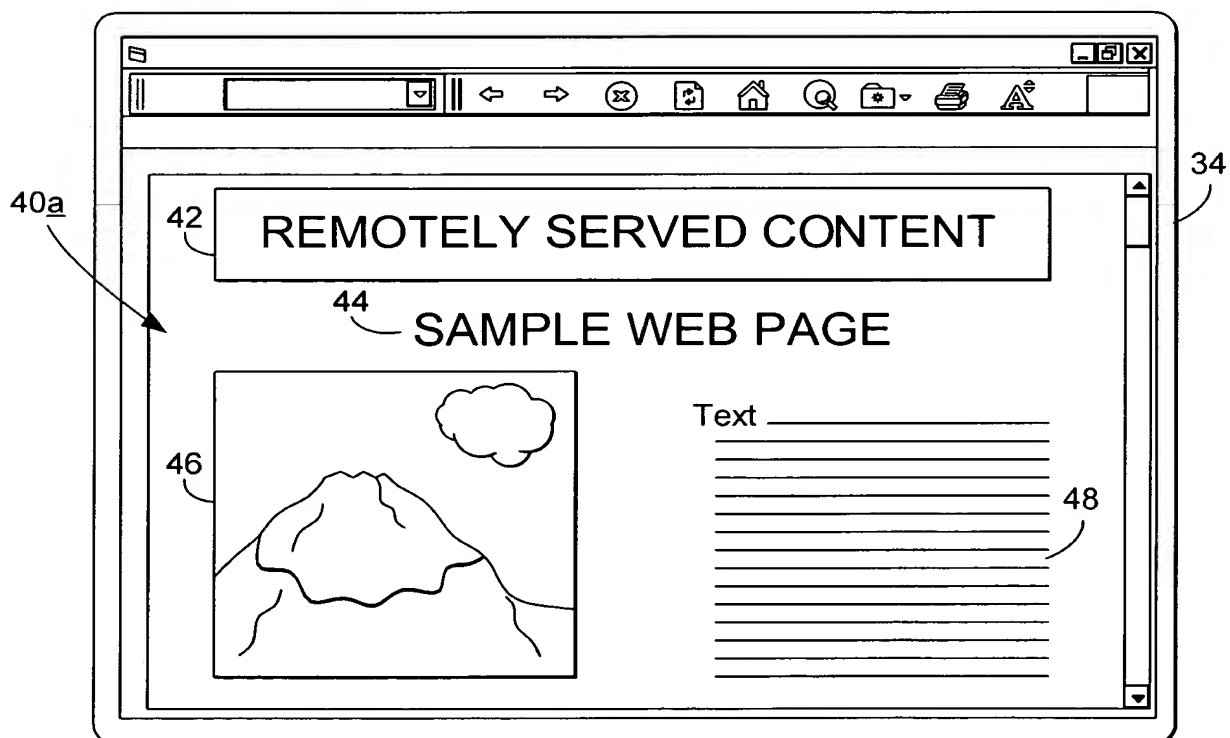 34
40a
42
REMOTELY SERVED CONTENT
44
SAMPLE WEB PAGE
46
Text
48